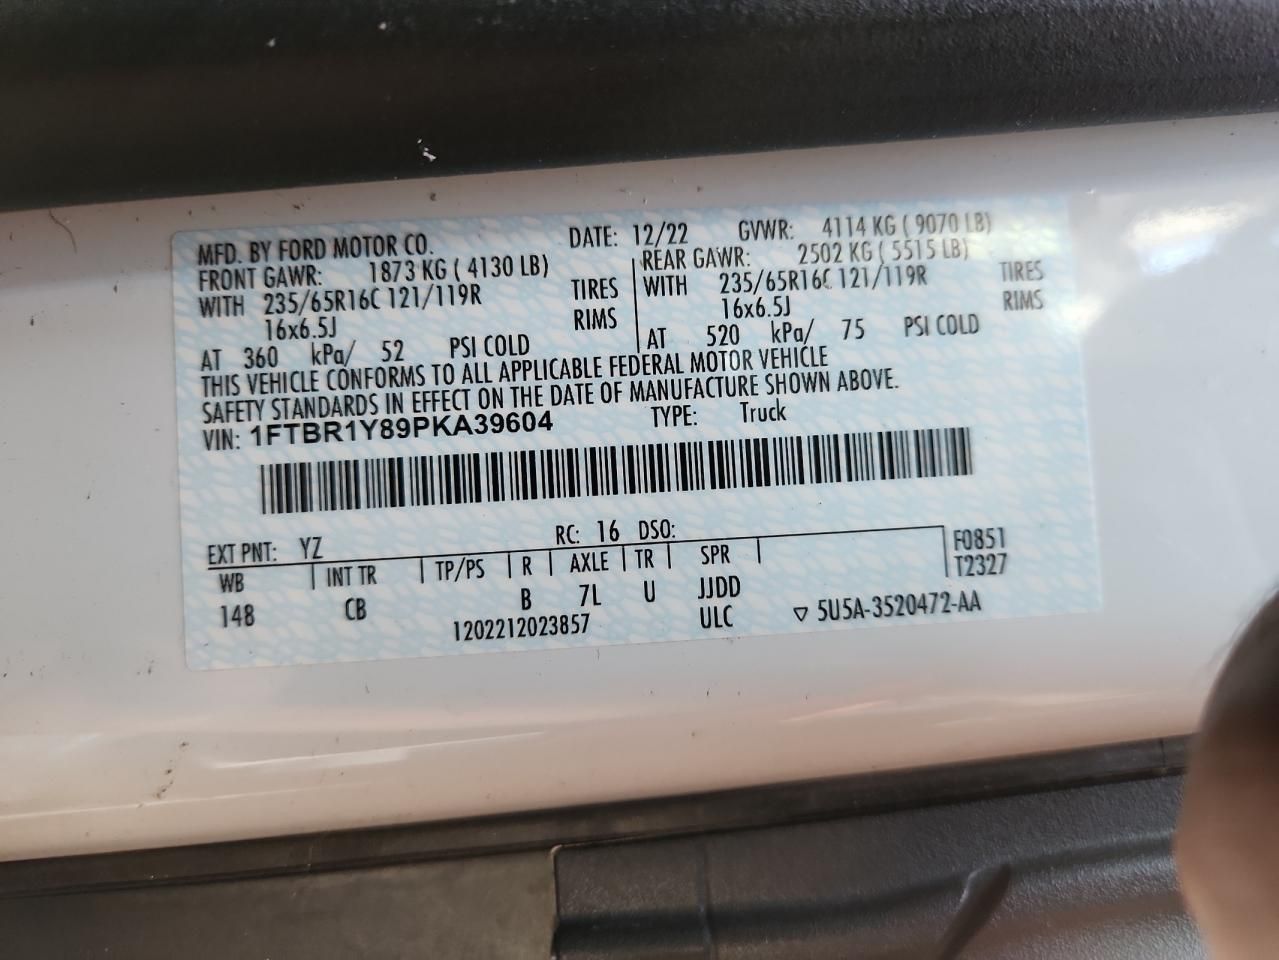 MFD. BY FORD MOTOR CO. DATE: 12/22 GVWR: 4114 KG ( 9070 LB)
FRONT GAWR: 1873 KG ( 4130 LB) REAR GAWR: 2502 KG ( 5515 LB)
WITH 235/65R16C 121/119R TIRES WITH 235/65R16C 121/119R TIRES
16x6.5J RIMS 16x6.5J RIMS
AT 360 kPa/ 52 PSI COLD AT 520 kPa/ 75 PSI COLD
THIS VEHICLE CONFORMS TO ALL APPLICABLE FEDERAL MOTOR VEHICLE
SAFETY STANDARDS IN EFFECT ON THE DATE OF MANUFACTURE SHOWN ABOVE.
VIN: 1FTBR1Y89PKA39604 TYPE: Truck
EXT PNT: YZ RC: 16 DSO: F0851
WB INT TR TP/PS R AXLE TR SPR T2327
148 CB B 7L U JJDD
1202212023857 ULC ▽ 5U5A-3520472-AA